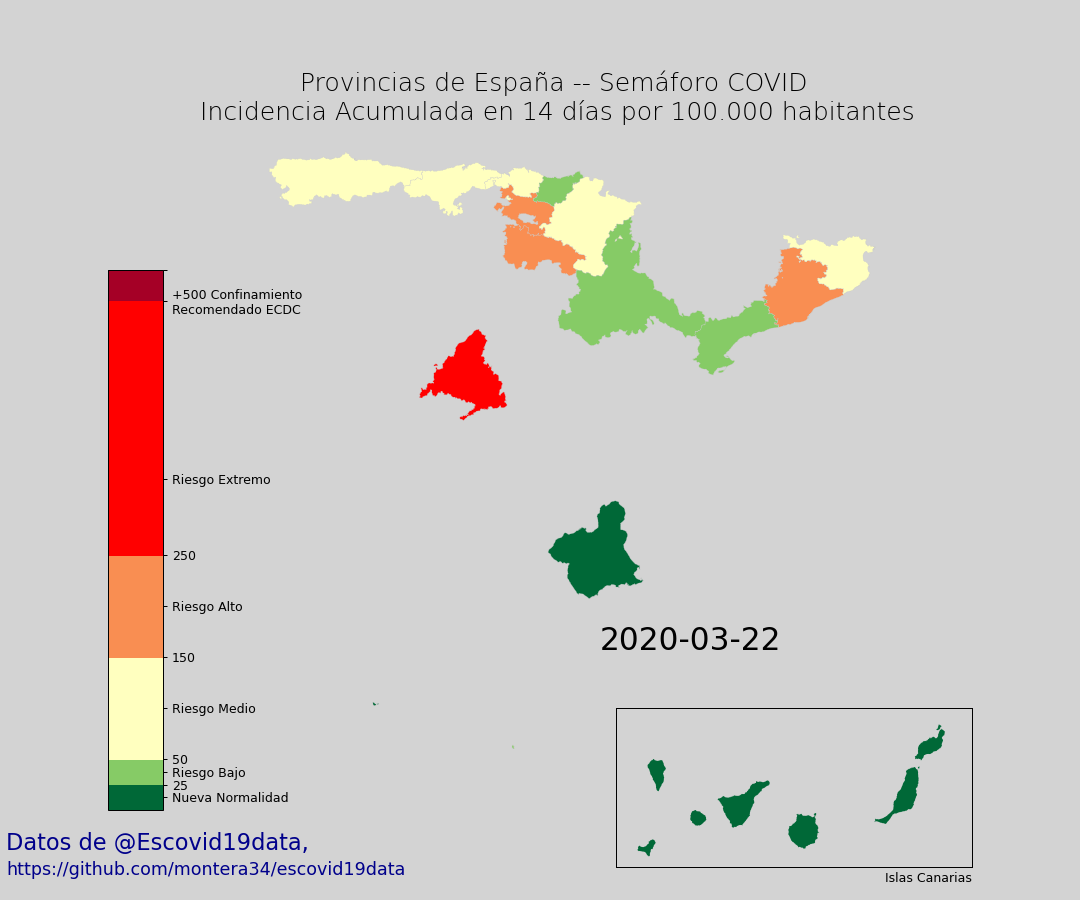 Provincias de España -- Semáforo COVID
Incidencia Acumulada en 14 días por 100.000 habitantes
+500 Confinamiento
Recomendado ECDC
Riesgo Extremo
250
Riesgo Alto
150
Riesgo Medio
50
Riesgo Bajo
25
Nueva Normalidad
2020-03-22
Islas Canarias
Datos de @Escovid19data,
https://github.com/montera34/escovid19data